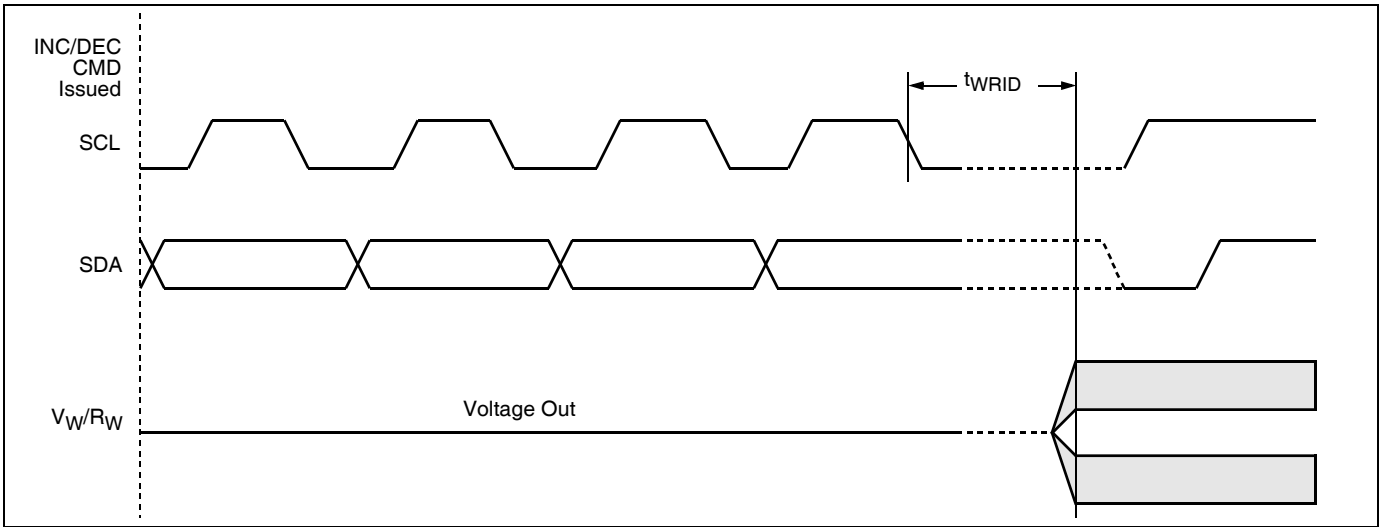 INC/DEC
CMD
Issued
tWRID
SCL
SDA
Voltage Out
VW/RW